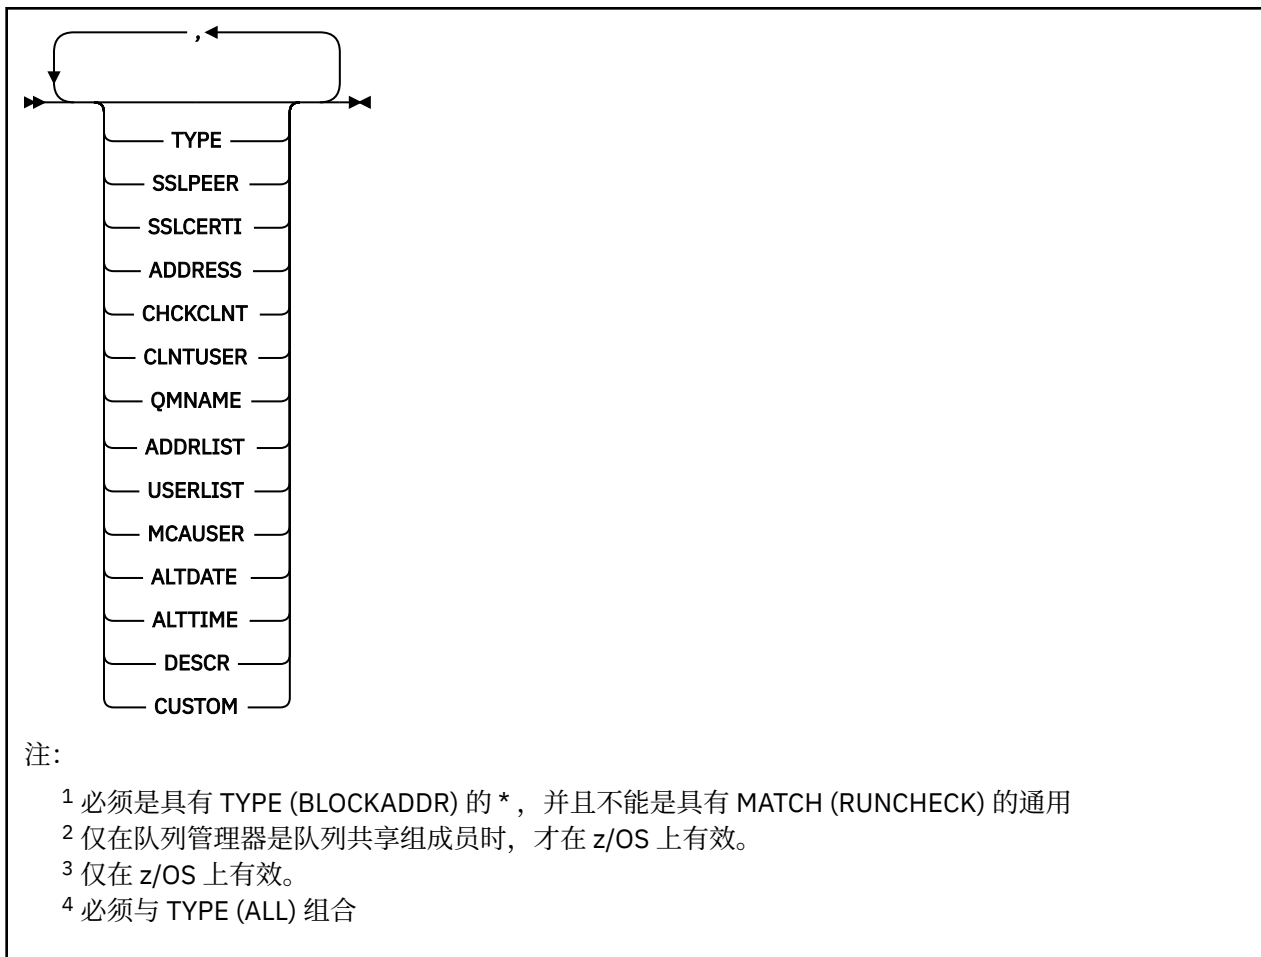 ,
TYPE
SSLPEER
SSLCERTI
ADDRESS
CHCKCLNT
CLNTUSER
QMNAME
ADDRLIST
USERLIST
MCAUSER
ALTDATE
ALTTIME
DESCR
CUSTOM
注：
1 必须是具有 TYPE (BLOCKADDR) 的 * ，并且不能是具有 MATCH (RUNCHECK) 的通用
2 仅在队列管理器是队列共享组成员时，才在 z/OS 上有效。
3 仅在 z/OS 上有效。
4 必须与 TYPE (ALL) 组合